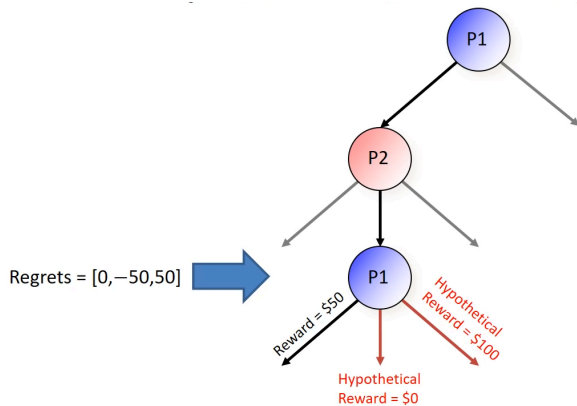 P1
P2
Regrets = [0,−50,50]
P1
Reward = $50
Hypothetical
Reward = $100
Hypothetical
Reward = $0